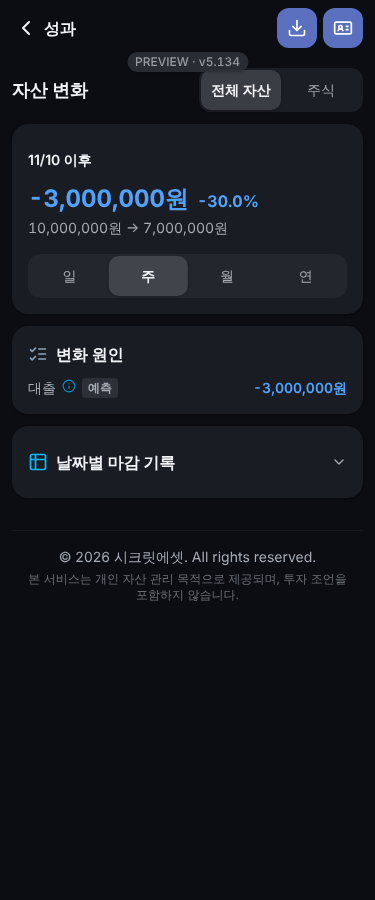 성과
PREVIEW · v5.134
자산 변화
전체 자산 주식
11/10 이후
-3,000,000원 -30.0%
10,000,000원 → 7,000,000원
일 주 월 연
변화 원인
대출 예측 -3,000,000원
날짜별 마감 기록
© 2026 시크릿에셋. All rights reserved.
본 서비스는 개인 자산 관리 목적으로 제공되며, 투자 조언을
포함하지 않습니다.